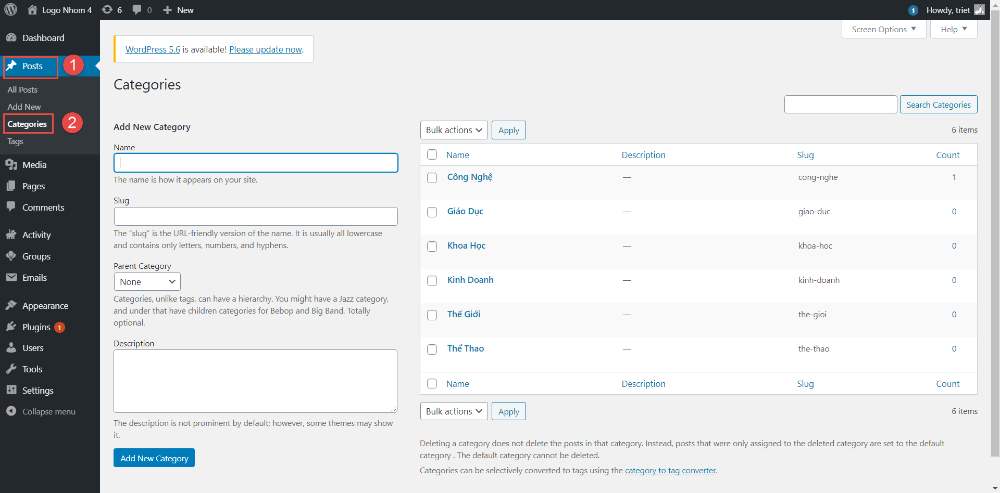 Logo Nhom 4 6 0 New 1 Howdy, triet
Screen Options Help
Dashboard
Posts 1
All Posts
Add New
Categories 2
Tags
Media
Pages
Comments
Activity
Groups
Emails
Appearance
Plugins 1
Users
Tools
Settings
Collapse menu
WordPress 5.6 is available! Please update now.
Categories
Search Categories
Add New Category
Name
The name is how it appears on your site.
Slug
The “slug” is the URL-friendly version of the name. It is usually all lowercase
and contains only letters, numbers, and hyphens.
Parent Category
None
Categories, unlike tags, can have a hierarchy. You might have a Jazz category,
and under that have children categories for Bebop and Big Band. Totally
optional.
Description
The description is not prominent by default; however, some themes may show
it.
Add New Category
Bulk actions Apply 6 items
Name Description Slug Count
Công Nghệ — cong-nghe 1
Giáo Dục — giao-duc 0
Khoa Học — khoa-hoc 0
Kinh Doanh — kinh-doanh 0
Thế Giới — the-gioi 0
Thể Thao — the-thao 0
Name Description Slug Count
Bulk actions Apply 6 items
Deleting a category does not delete the posts in that category. Instead, posts that were only assigned to the deleted category are set to the default
category . The default category cannot be deleted.
Categories can be selectively converted to tags using the category to tag converter.